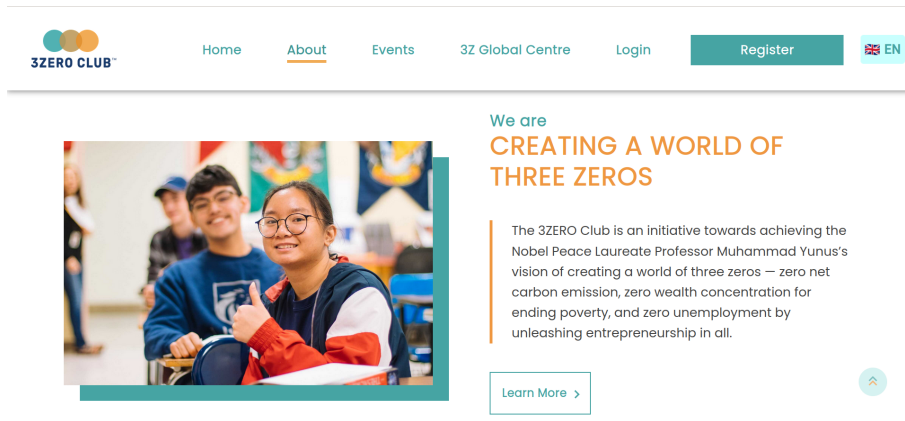 3ZERO CLUB™
Home
About
Events
3Z Global Centre
Login
Register
EN
We are
CREATING A WORLD OF
THREE ZEROS
The 3ZERO Club is an initiative towards achieving the
Nobel Peace Laureate Professor Muhammad Yunus’s
vision of creating a world of three zeros — zero net
carbon emission, zero wealth concentration for
ending poverty, and zero unemployment by
unleashing entrepreneurship in all.
Learn More